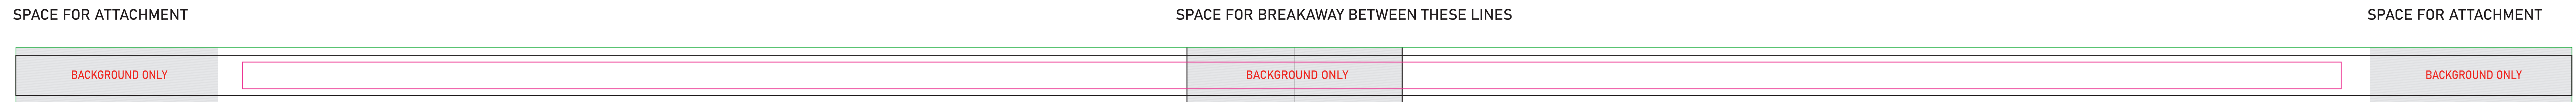 SPACE FOR ATTACHMENT
SPACE FOR BREAKAWAY BETWEEN THESE LINES
SPACE FOR ATTACHMENT
BACKGROUND ONLY
BACKGROUND ONLY
BACKGROUND ONLY